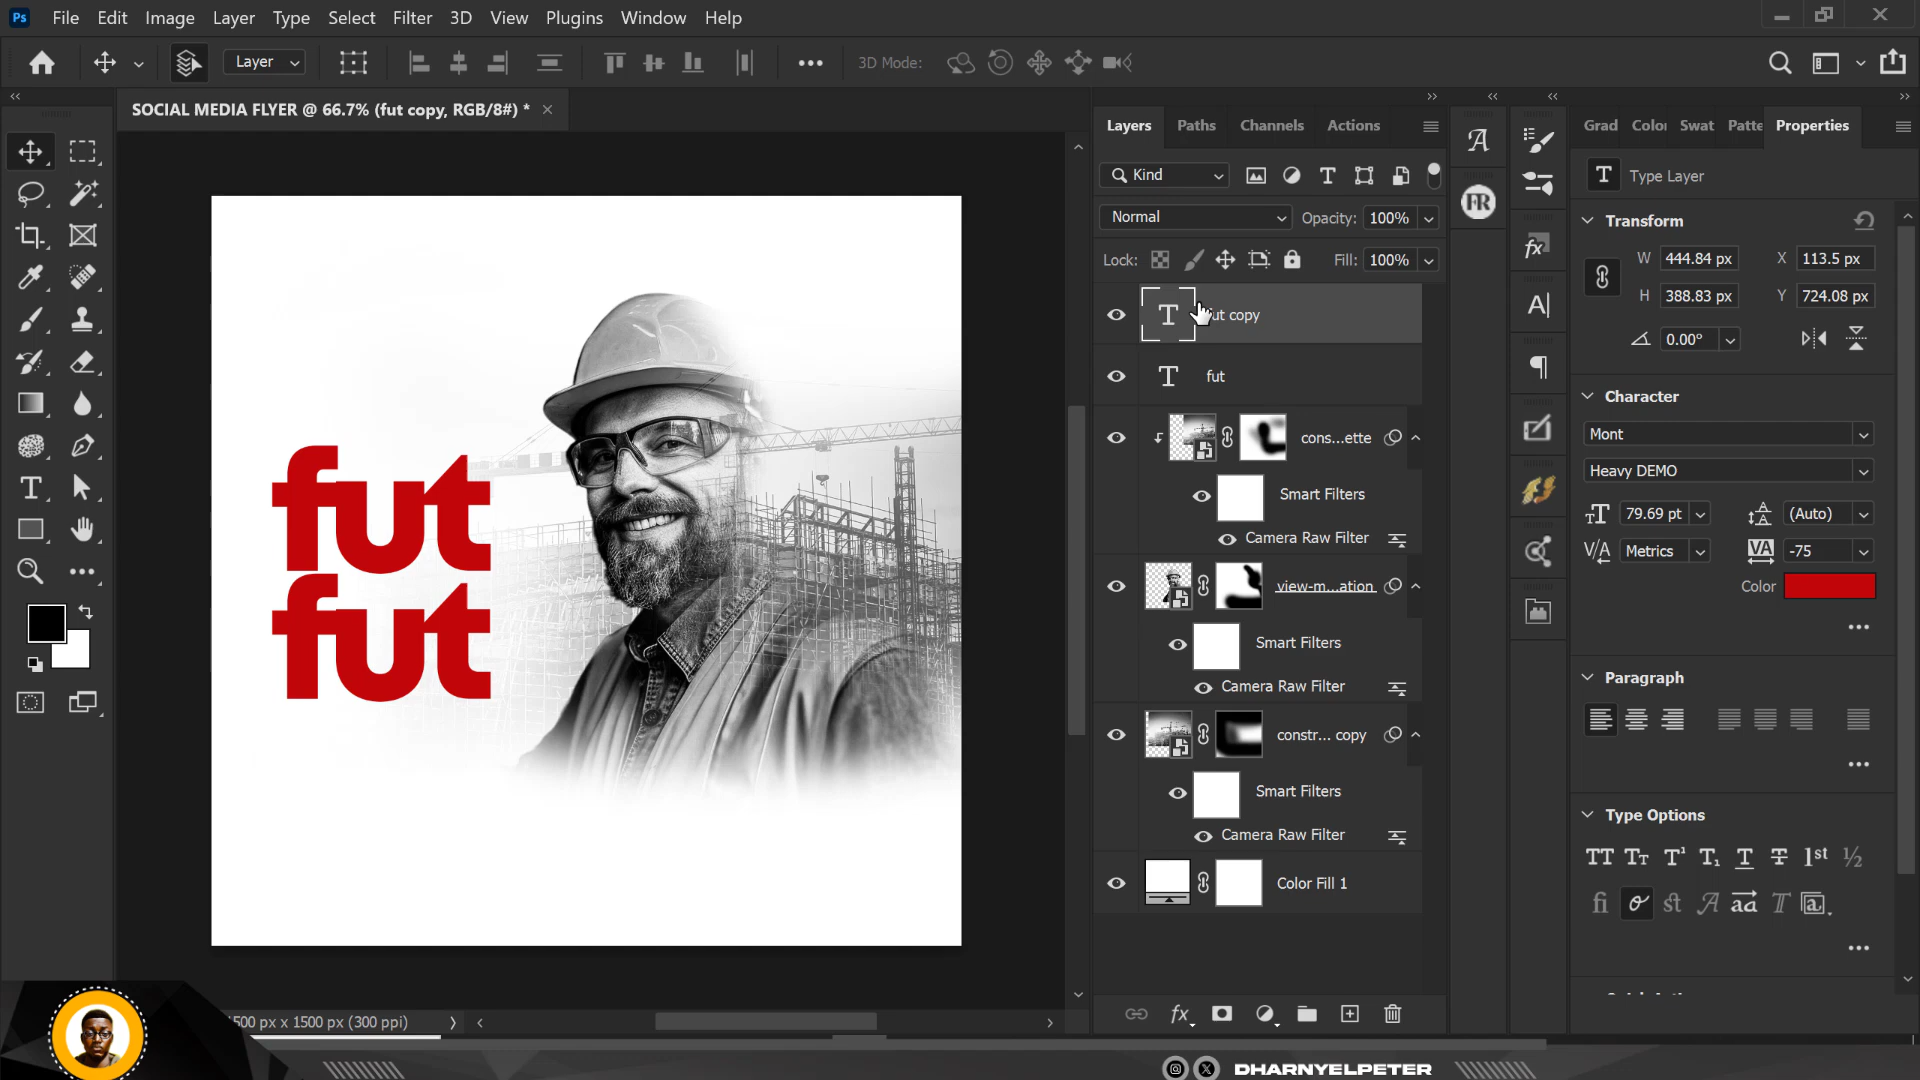 Ps File Edit Image Layer Type Select Filter 3D View Plugins Window Help
Layer 3D Mode:
SOCIAL MEDIA FLYER @ 66.7% (fut copy, RGB/8#) *
Layers Paths Channels Actions
Grad Color Swat Patte Properties
Kind
Type Layer
Normal Opacity: 100%
Transform
Lock: Fill: 100%
W 444.84 px X 113.5 px
H 388.83 px Y 724.08 px
fut copy
0.00°
fut
Character
Mont
cons...ette
Heavy DEMO
Smart Filters
79.69 pt (Auto)
Camera Raw Filter
Metrics -75
view-m...ation
Color
Smart Filters
Paragraph
Camera Raw Filter
constr... copy
Smart Filters
Type Options
Camera Raw Filter
Color Fill 1
fut
fut
FR
500 px x 1500 px (300 ppi)
DHARNYELPETER